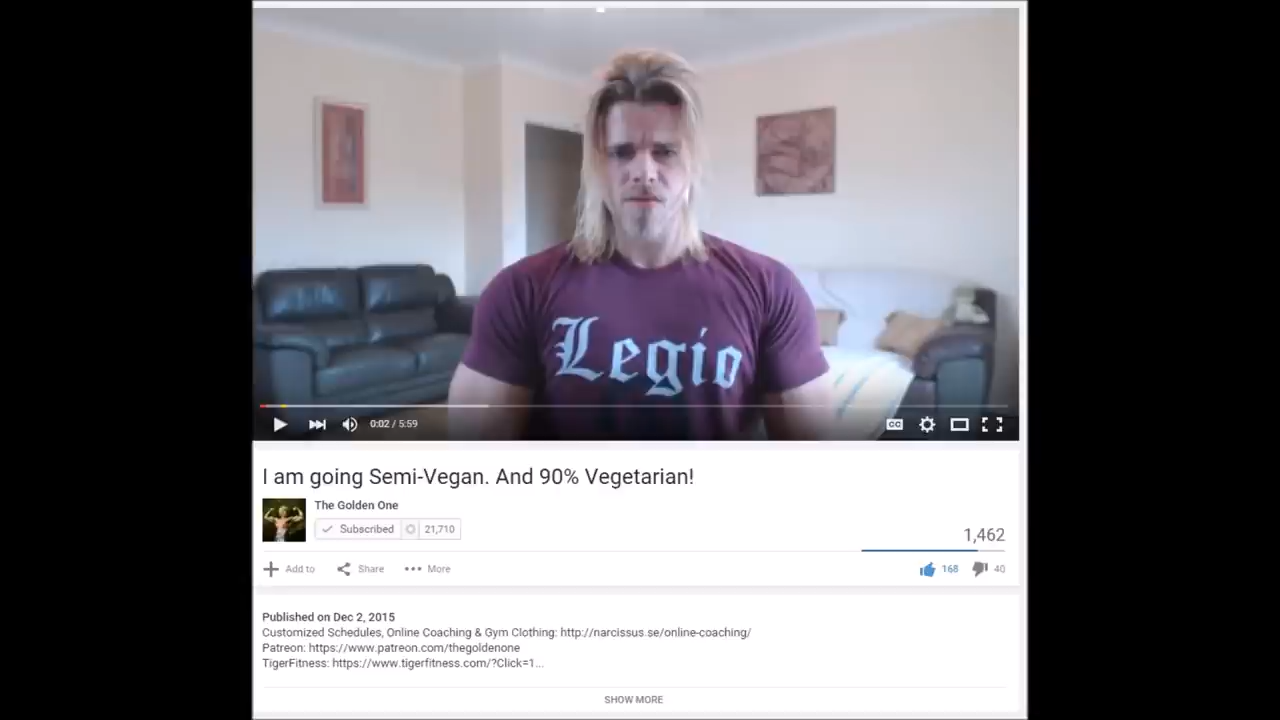 Legio
0:02 / 5:59
CC
I am going Semi-Vegan. And 90% Vegetarian!
The Golden One
Subscribed 21,710
1,462
Add to Share More 168 40
Published on Dec 2, 2015
Customized Schedules, Online Coaching & Gym Clothing: http://narcissus.se/online-coaching/
Patreon: https://www.patreon.com/thegoldenone
TigerFitness: https://www.tigerfitness.com/?Click=1...
SHOW MORE